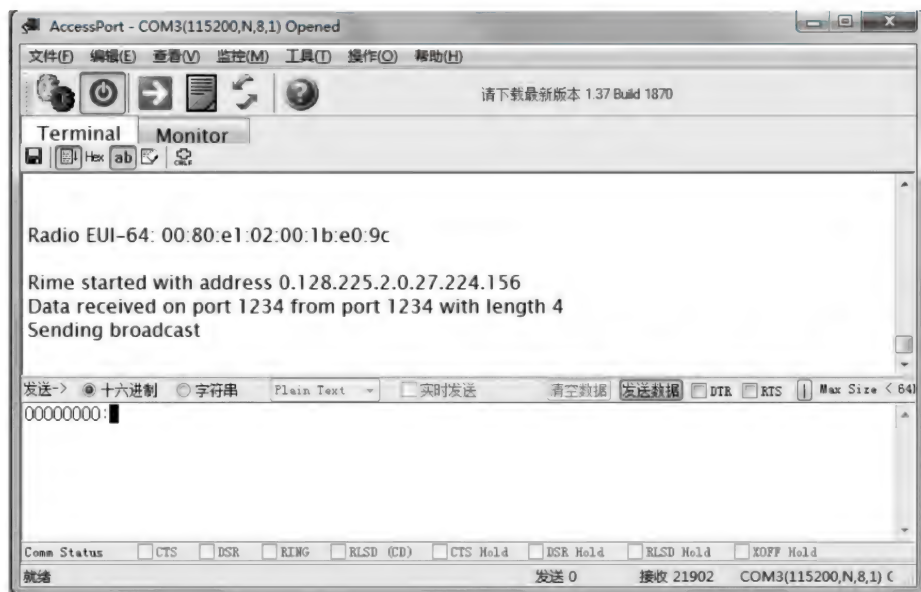 AccessPort - COM3(115200,N,8,1) Opened
文件(F) 编辑(E) 查看(V) 监控(M) 工具(T) 操作(O) 帮助(H)
请下载最新版本 1.37 Build 1870
Terminal Monitor
Hex ab
Radio EUI-64: 00:80:e1:02:00:1b:e0:9c
Rime started with address 0.128.225.2.0.27.224.156
Data received on port 1234 from port 1234 with length 4
Sending broadcast
发送-> 十六进制 字符串 Plain Text 实时发送 清空数据 发送数据 DTR RTS Max Size < 64
00000000:
Comm Status CTS DSR RING RLSD (CD) CTS Hold DSR Hold RLSD Hold XOFF Hold
就绪 发送 0 接收 21902 COM3(115200,N,8,1) C